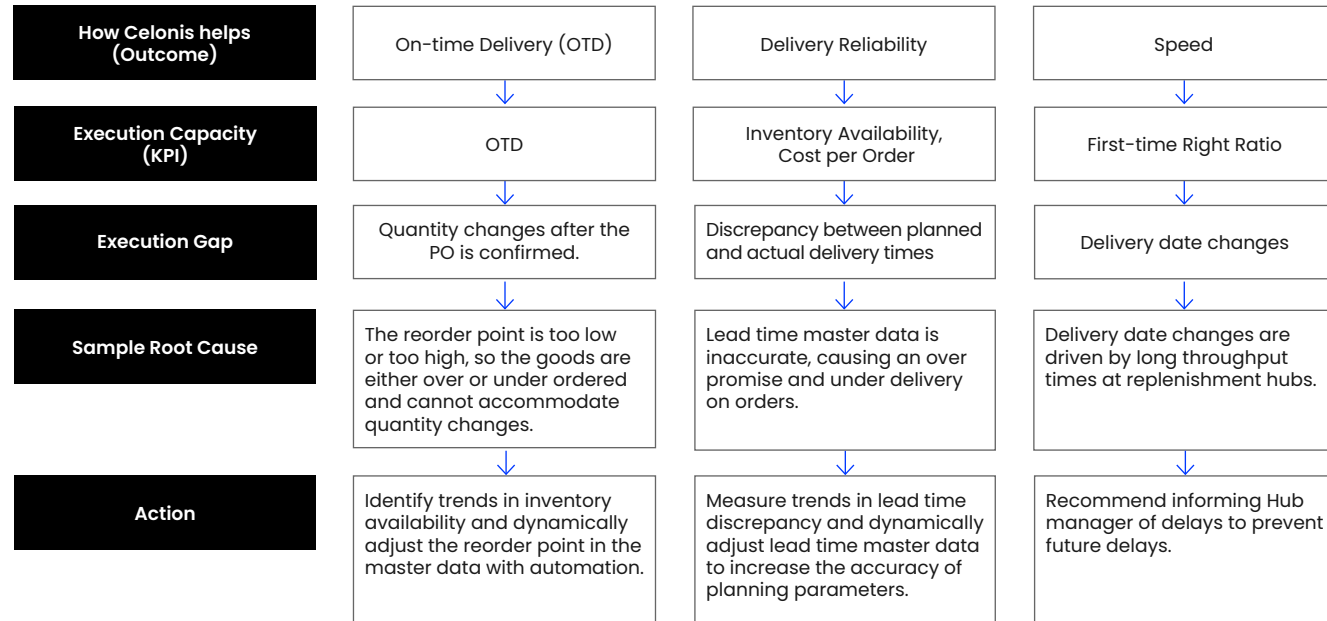 How Celonis helps
(Outcome)
On-time Delivery (OTD)
Delivery Reliability
Speed
Execution Capacity
(KPI)
OTD
Inventory Availability,
Cost per Order
First-time Right Ratio
Execution Gap
Quantity changes after the
PO is confirmed.
Discrepancy between planned
and actual delivery times
Delivery date changes
Sample Root Cause
The reorder point is too low
or too high, so the goods are
either over or under ordered
and cannot accommodate
quantity changes.
Lead time master data is
inaccurate, causing an over
promise and under delivery
on orders.
Delivery date changes are
driven by long throughput
times at replenishment hubs.
Action
Identify trends in inventory
availability and dynamically
adjust the reorder point in the
master data with automation.
Measure trends in lead time
discrepancy and dynamically
adjust lead time master data
to increase the accuracy of
planning parameters.
Recommend informing Hub
manager of delays to prevent
future delays.